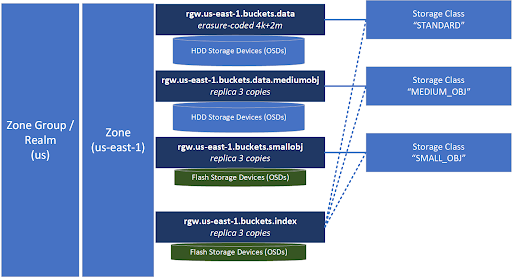 Zone Group /
Realm
(us)
Zone
(us-east-1)
rgw.us-east-1.buckets.data
erasure-coded 4k+2m
HDD Storage Devices (OSDs)
rgw.us-east-1.buckets.data.mediumobj
replica 3 copies
HDD Storage Devices (OSDs)
rgw.us-east-1.buckets.smallobj
replica 3 copies
Flash Storage Devices (OSDs)
rgw.us-east-1.buckets.index
replica 3 copies
Flash Storage Devices (OSDs)
Storage Class
“STANDARD”
Storage Class
“MEDIUM_OBJ”
Storage Class
“SMALL_OBJ”